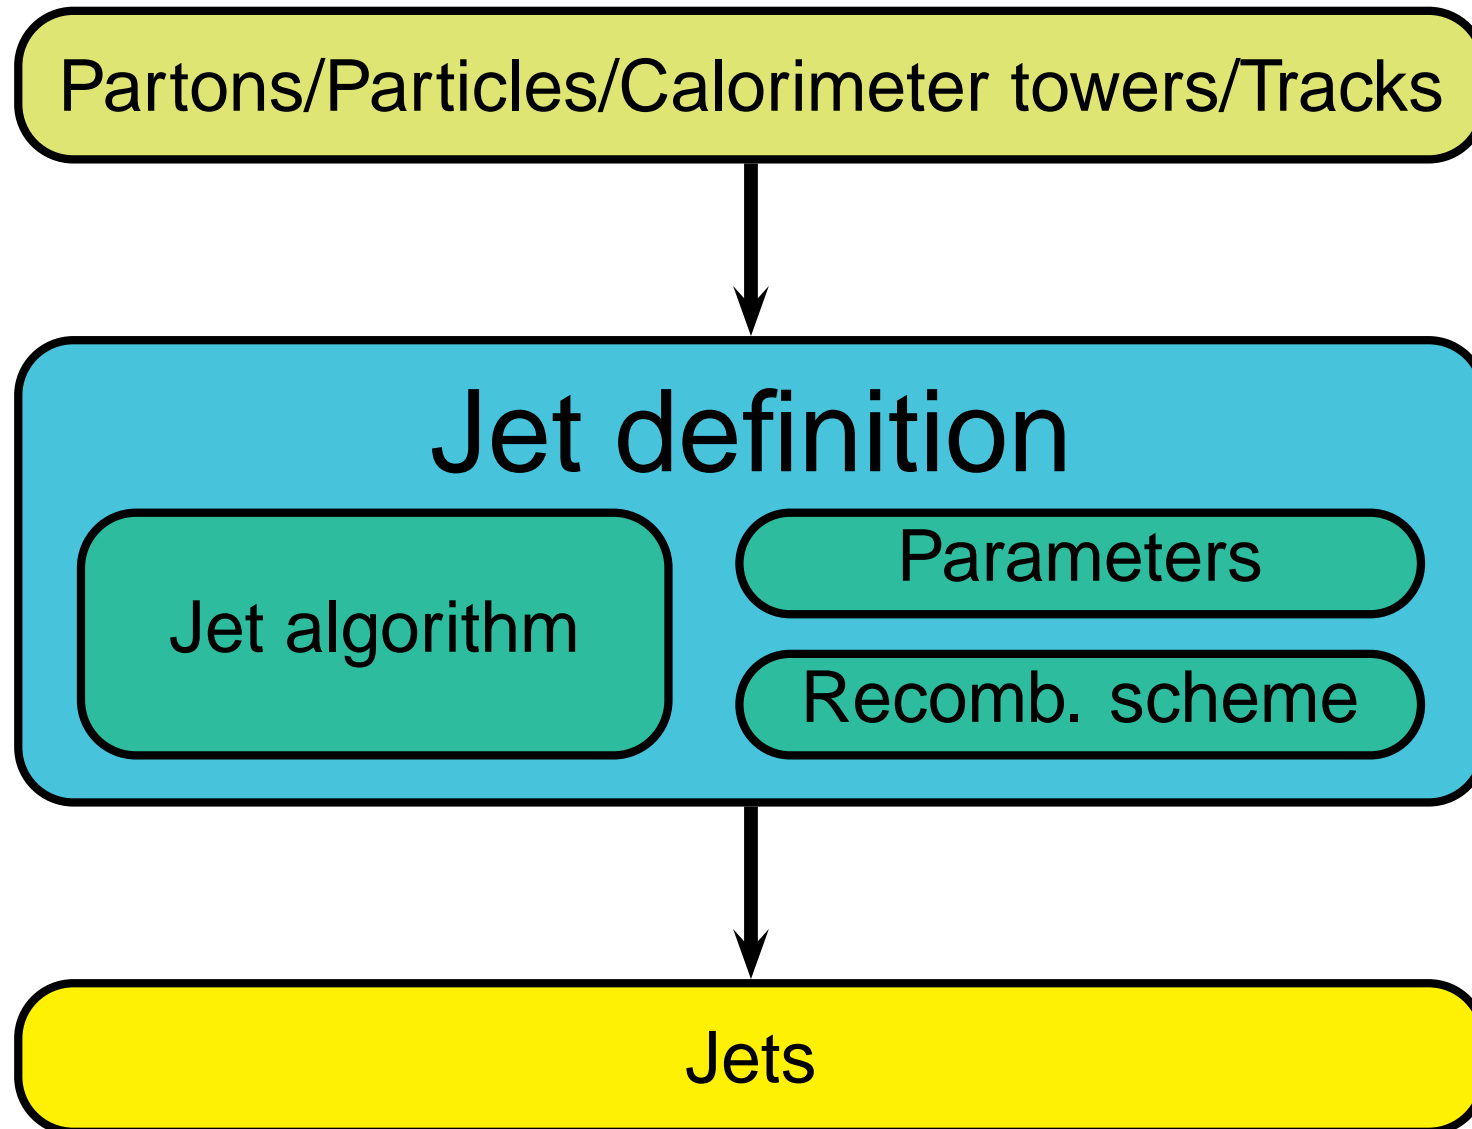 Partons/Particles/Calorimeter towers/Tracks
Jet definition
Jet algorithm
Parameters
Recomb. scheme
Jets